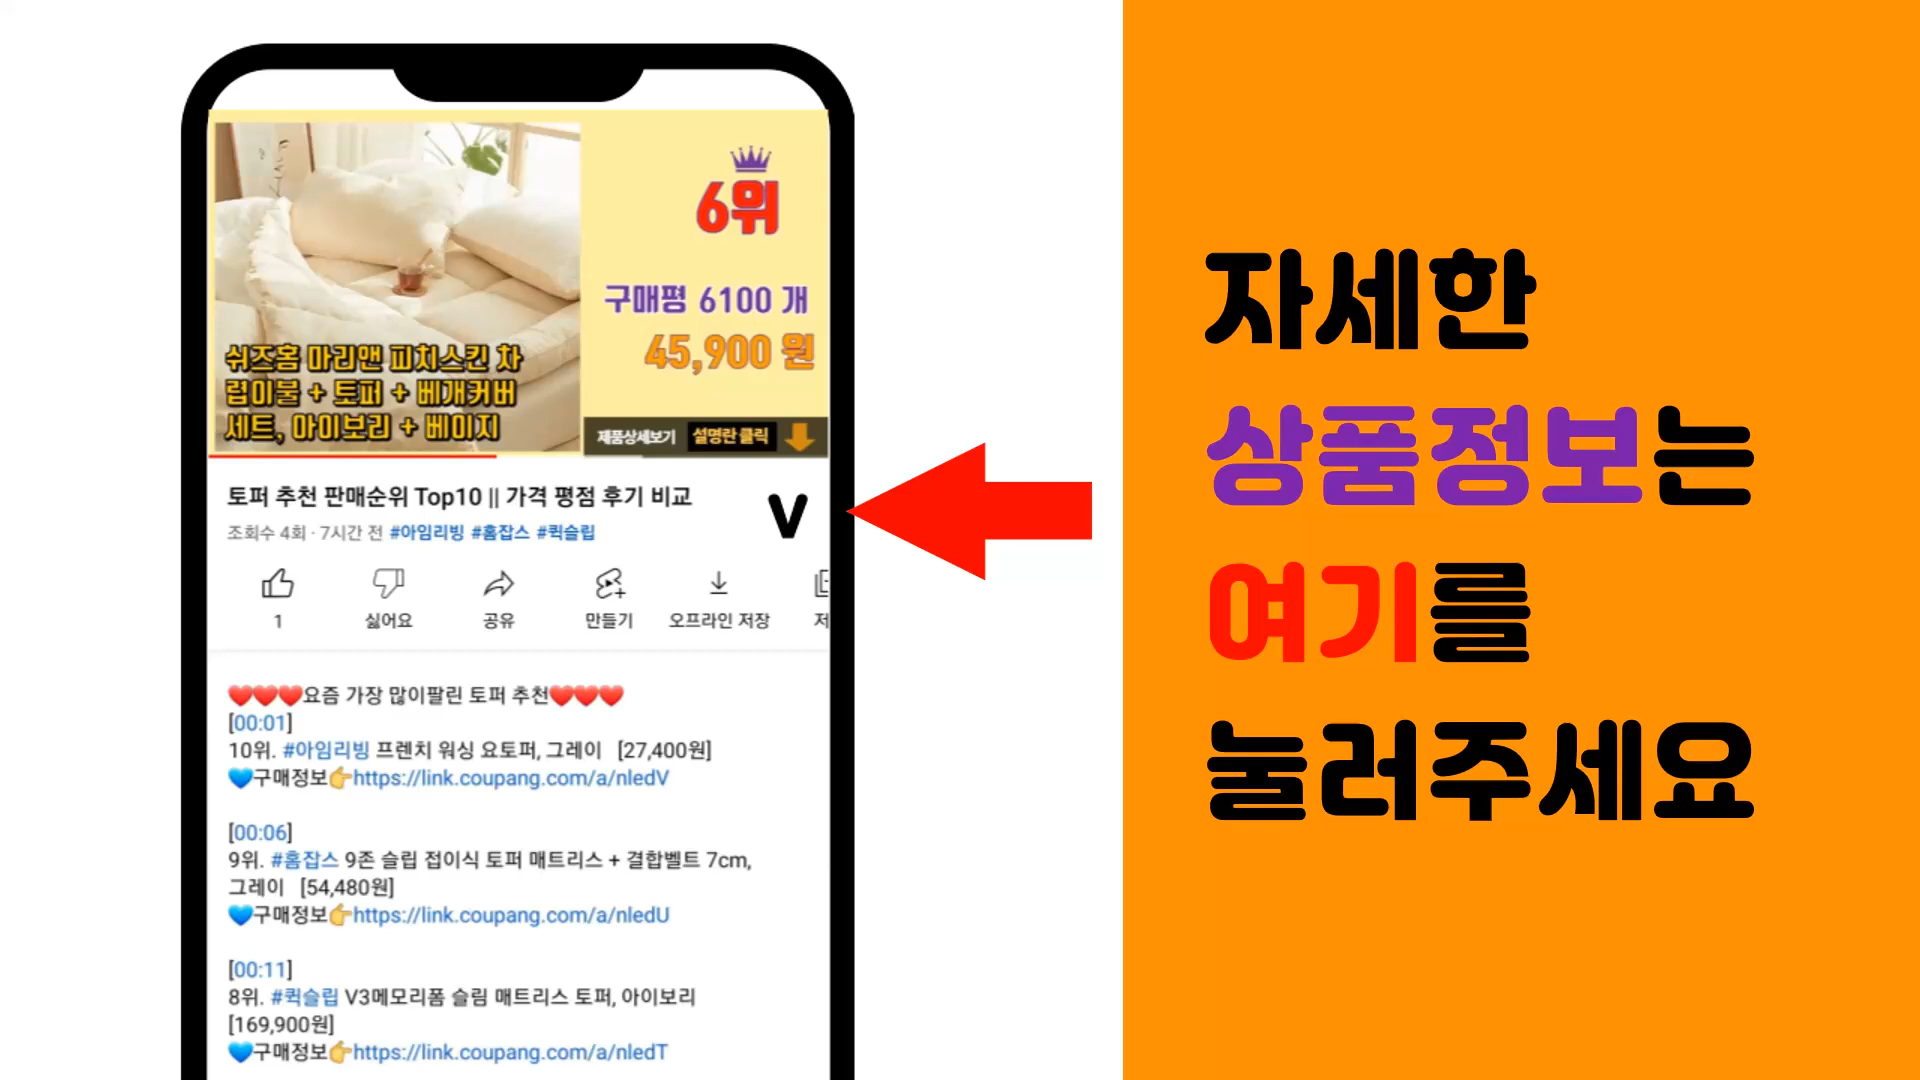 6위
구매평 6100 개
45,900 원
쉬즈홈 마리앤 피치스킨 차
렵이불 + 토퍼 + 베개커버
세트, 아이보리 + 베이지
제품상세보기 설명란 클릭
토퍼 추천 판매순위 Top10 || 가격 평점 후기 비교
V
조회수 4회 · 7시간 전 #아임리빙 #홈잡스 #퀵슬립
1 싫어요 공유 만들기 오프라인 저장 저
❤️❤️❤️요즘 가장 많이팔린 토퍼 추천❤️❤️❤️
[00:01]
10위. #아임리빙 프렌치 워싱 요토퍼, 그레이 [27,400원]
💙구매정보👉https://link.coupang.com/a/nledV
[00:06]
9위. #홈잡스 9존 슬립 접이식 토퍼 매트리스 + 결합벨트 7cm,
그레이 [54,480원]
💙구매정보👉https://link.coupang.com/a/nledU
[00:11]
8위. #퀵슬립 V3메모리폼 슬림 매트리스 토퍼, 아이보리
[169,900원]
💙구매정보👉https://link.coupang.com/a/nledT
자세한
상품정보는
여기를
눌러주세요